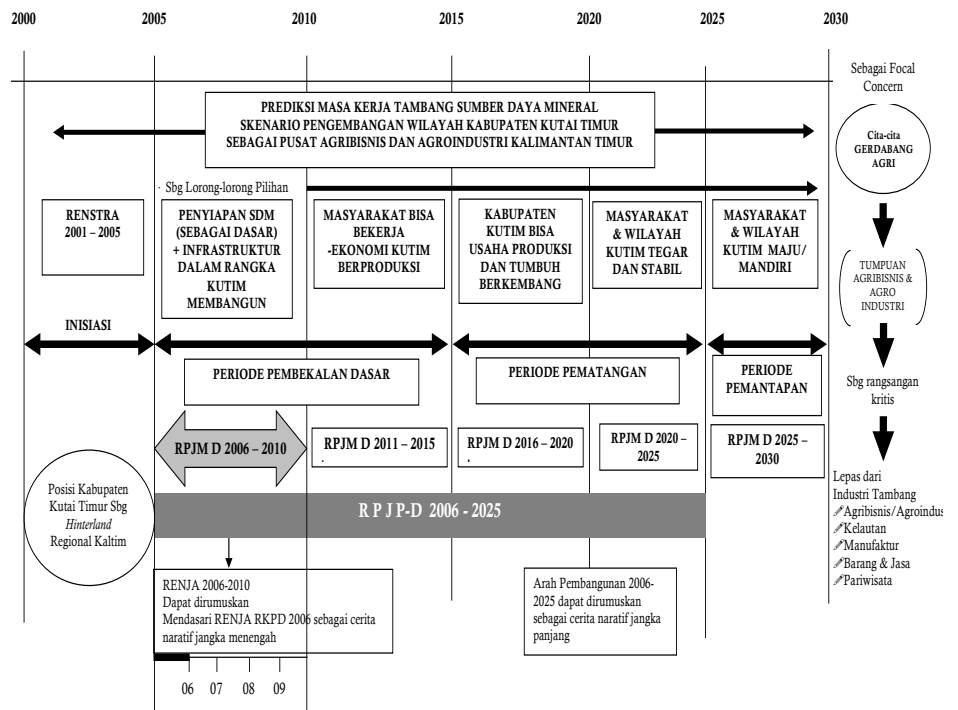 2000 2005 2010 2015 2020 2025 2030
Sebagai Focal
Concern
PREDIKSI MASA KERJA TAMBANG SUMBER DAYA MINERAL
SKENARIO PENGEMBANGAN WILAYAH KABUPATEN KUTAI TIMUR
SEBAGAI PUSAT AGRIBISNIS DAN AGROINDUSTRI KALIMANTAN TIMUR
Cita-cita
GERDABANG
AGRI
· Sbg Lorong-lorong Pilihan
RENSTRA
2001 – 2005
PENYIAPAN SDM
(SEBAGAI DASAR)
+ INFRASTRUKTUR
DALAM RANGKA
KUTIM
MEMBANGUN
MASYARAKAT BISA
BEKERJA
-EKONOMI KUTIM
BERPRODUKSI
KABUPATEN
KUTIM BISA
USAHA PRODUKSI
DAN TUMBUH
BERKEMBANG
MASYARAKAT
& WILAYAH
KUTIM TEGAR
DAN STABIL
MASYARAKAT
& WILAYAH
KUTIM MAJU/
MANDIRI
TUMPUAN
AGRIBISNIS &
AGRO
INDUSTRI
INISIASI
PERIODE PEMBEKALAN DASAR
PERIODE PEMATANGAN
PERIODE
PEMANTAPAN
Sbg rangsangan
kritis
RPJM D 2006 – 2010
RPJM D 2011 – 2015
.
RPJM D 2016 – 2020
.
RPJM D 2020 –
2025
RPJM D 2025 –
2030
Posisi Kabupaten
Kutai Timur Sbg
Hinterland
Regional Kaltim
R P J P-D 2006 - 2025
Lepas dari
Industri Tambang
Agribisnis/Agroindus
Kelautan
Manufaktur
Barang & Jasa
Pariwisata
RENJA 2006-2010
Dapat dirumuskan
Mendasari RENJA RKPD 2006 sebagai cerita
naratif jangka menengah
Arah Pembangunan 2006-
2025 dapat dirumuskan
sebagai cerita naratif jangka
panjang
06 07 08 09